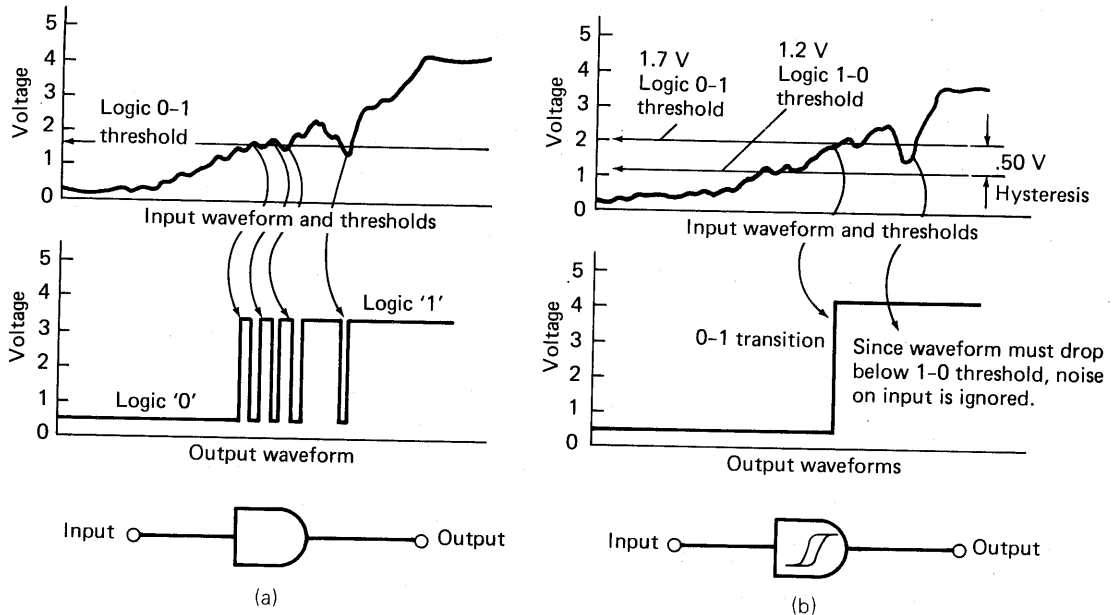 Voltage
5
4
3
2
1
0
Logic 0–1
threshold
Input waveform and thresholds
Voltage
5
4
3
2
1
0
Logic '0'
Logic '1'
Output waveform
Input
Output
(a)
Voltage
5
4
3
2
1
0
1.7 V
Logic 0–1
threshold
1.2 V
Logic 1–0
threshold
.50 V
Hysteresis
Input waveform and thresholds
Voltage
5
4
3
2
1
0
0–1 transition
Since waveform must drop
below 1–0 threshold, noise
on input is ignored.
Output waveforms
Input
Output
(b)